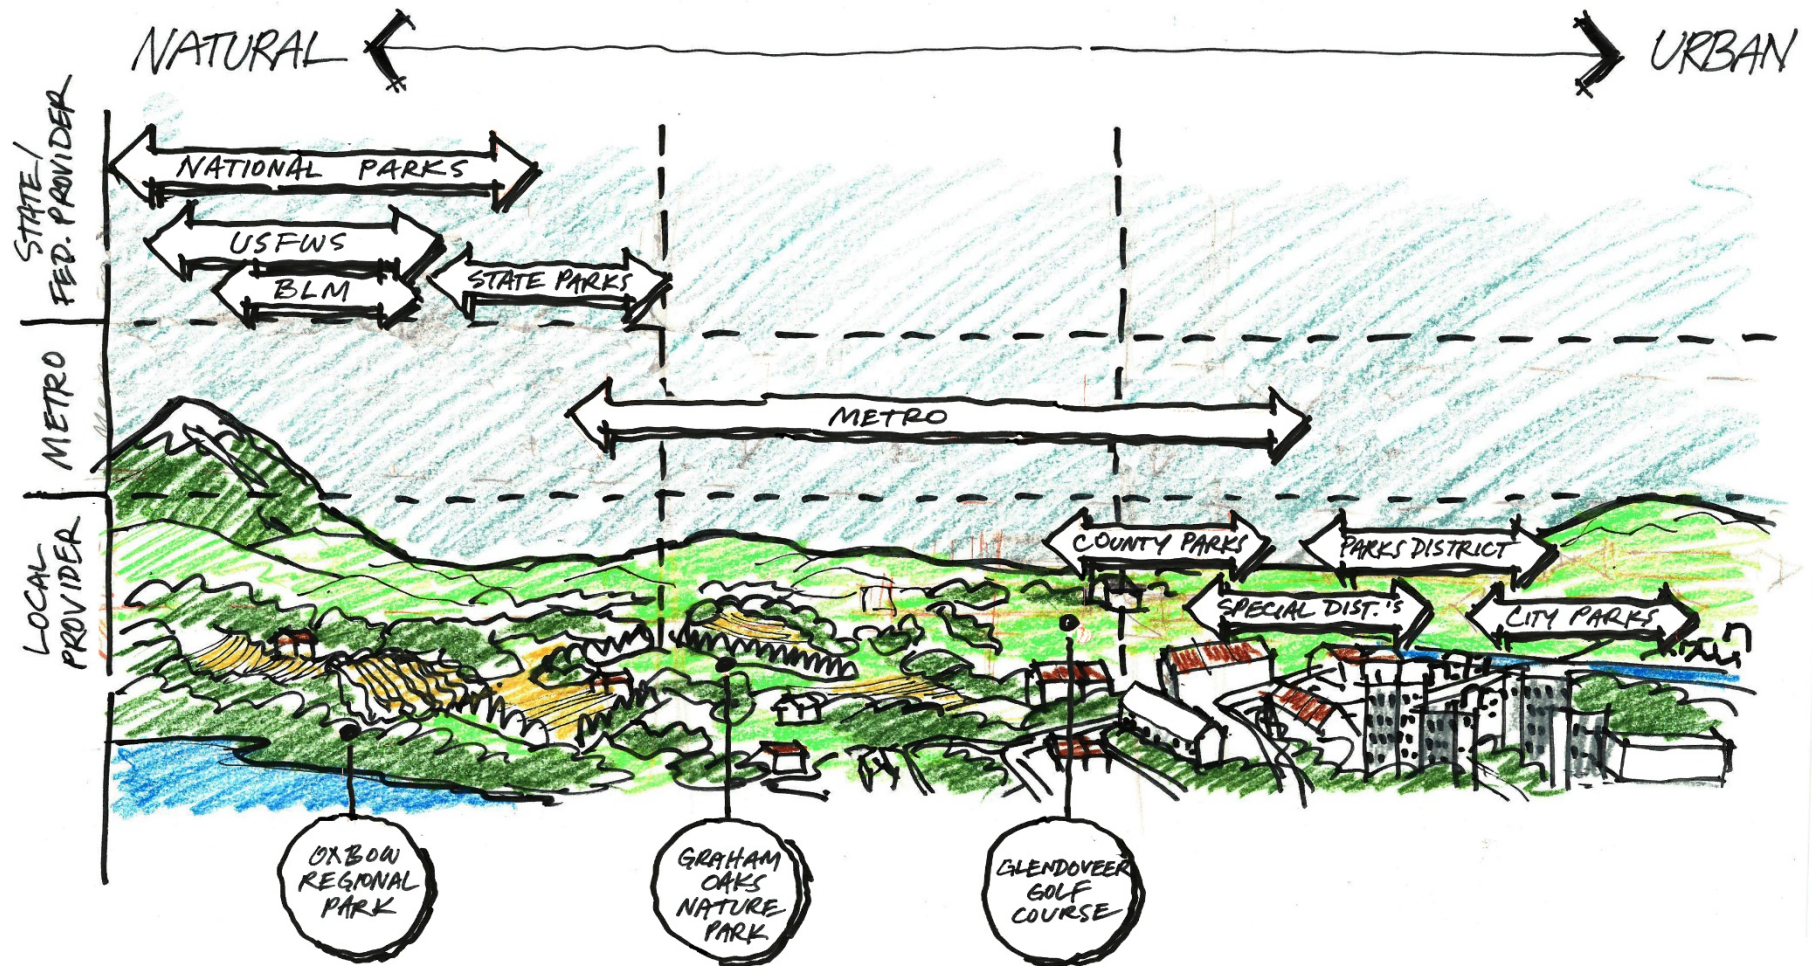 NATURAL
URBAN
STATE/
FED. PROVIDER
NATIONAL PARKS
USFWS
BLM
STATE PARKS
METRO
METRO
LOCAL
PROVIDER
COUNTY PARKS
PARKS DISTRICT
SPECIAL DIST.'S
CITY PARKS
OXBOW
REGIONAL
PARK
GRAHAM
OAKS
NATURE
PARK
GLENDOVEER
GOLF
COURSE